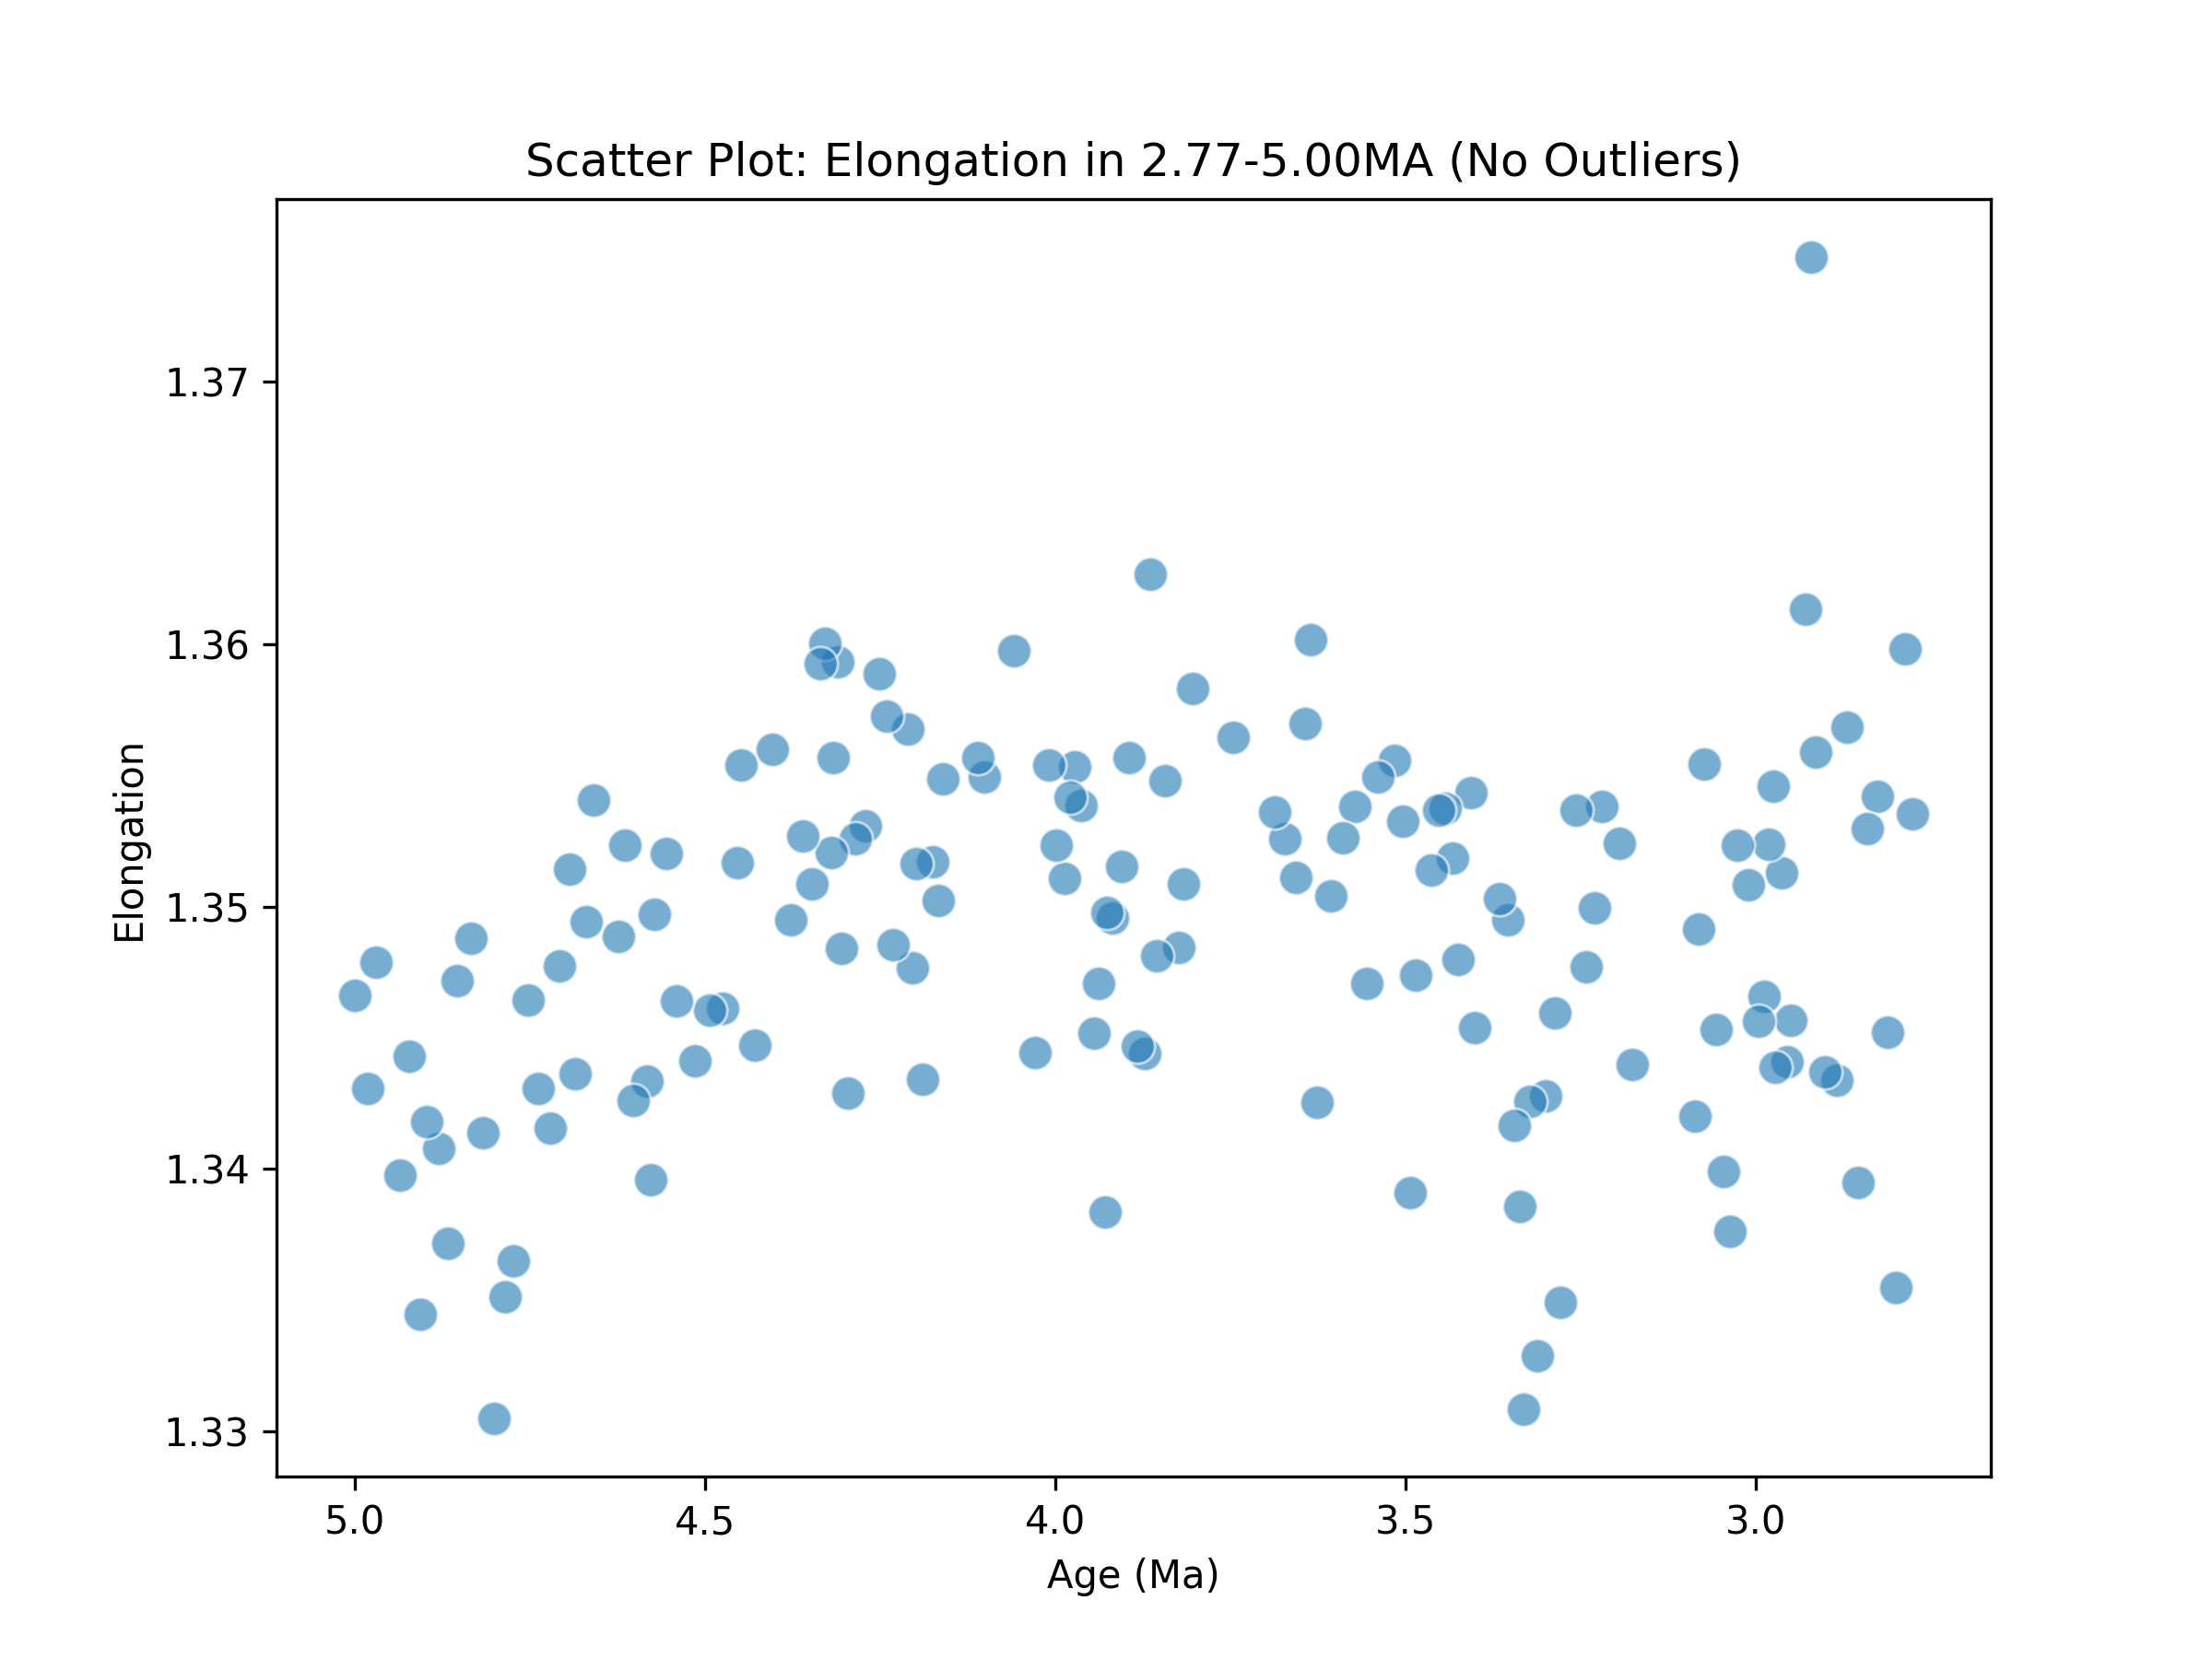 Scatter Plot: Elongation in 2.77-5.00MA (No Outliers)
1.37
1.36
1.35
1.34
1.33
Elongation
5.0 4.5 4.0 3.5 3.0
Age (Ma)